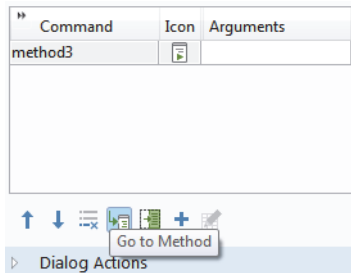 Command Icon Arguments
method3
Go to Method
Dialog Actions